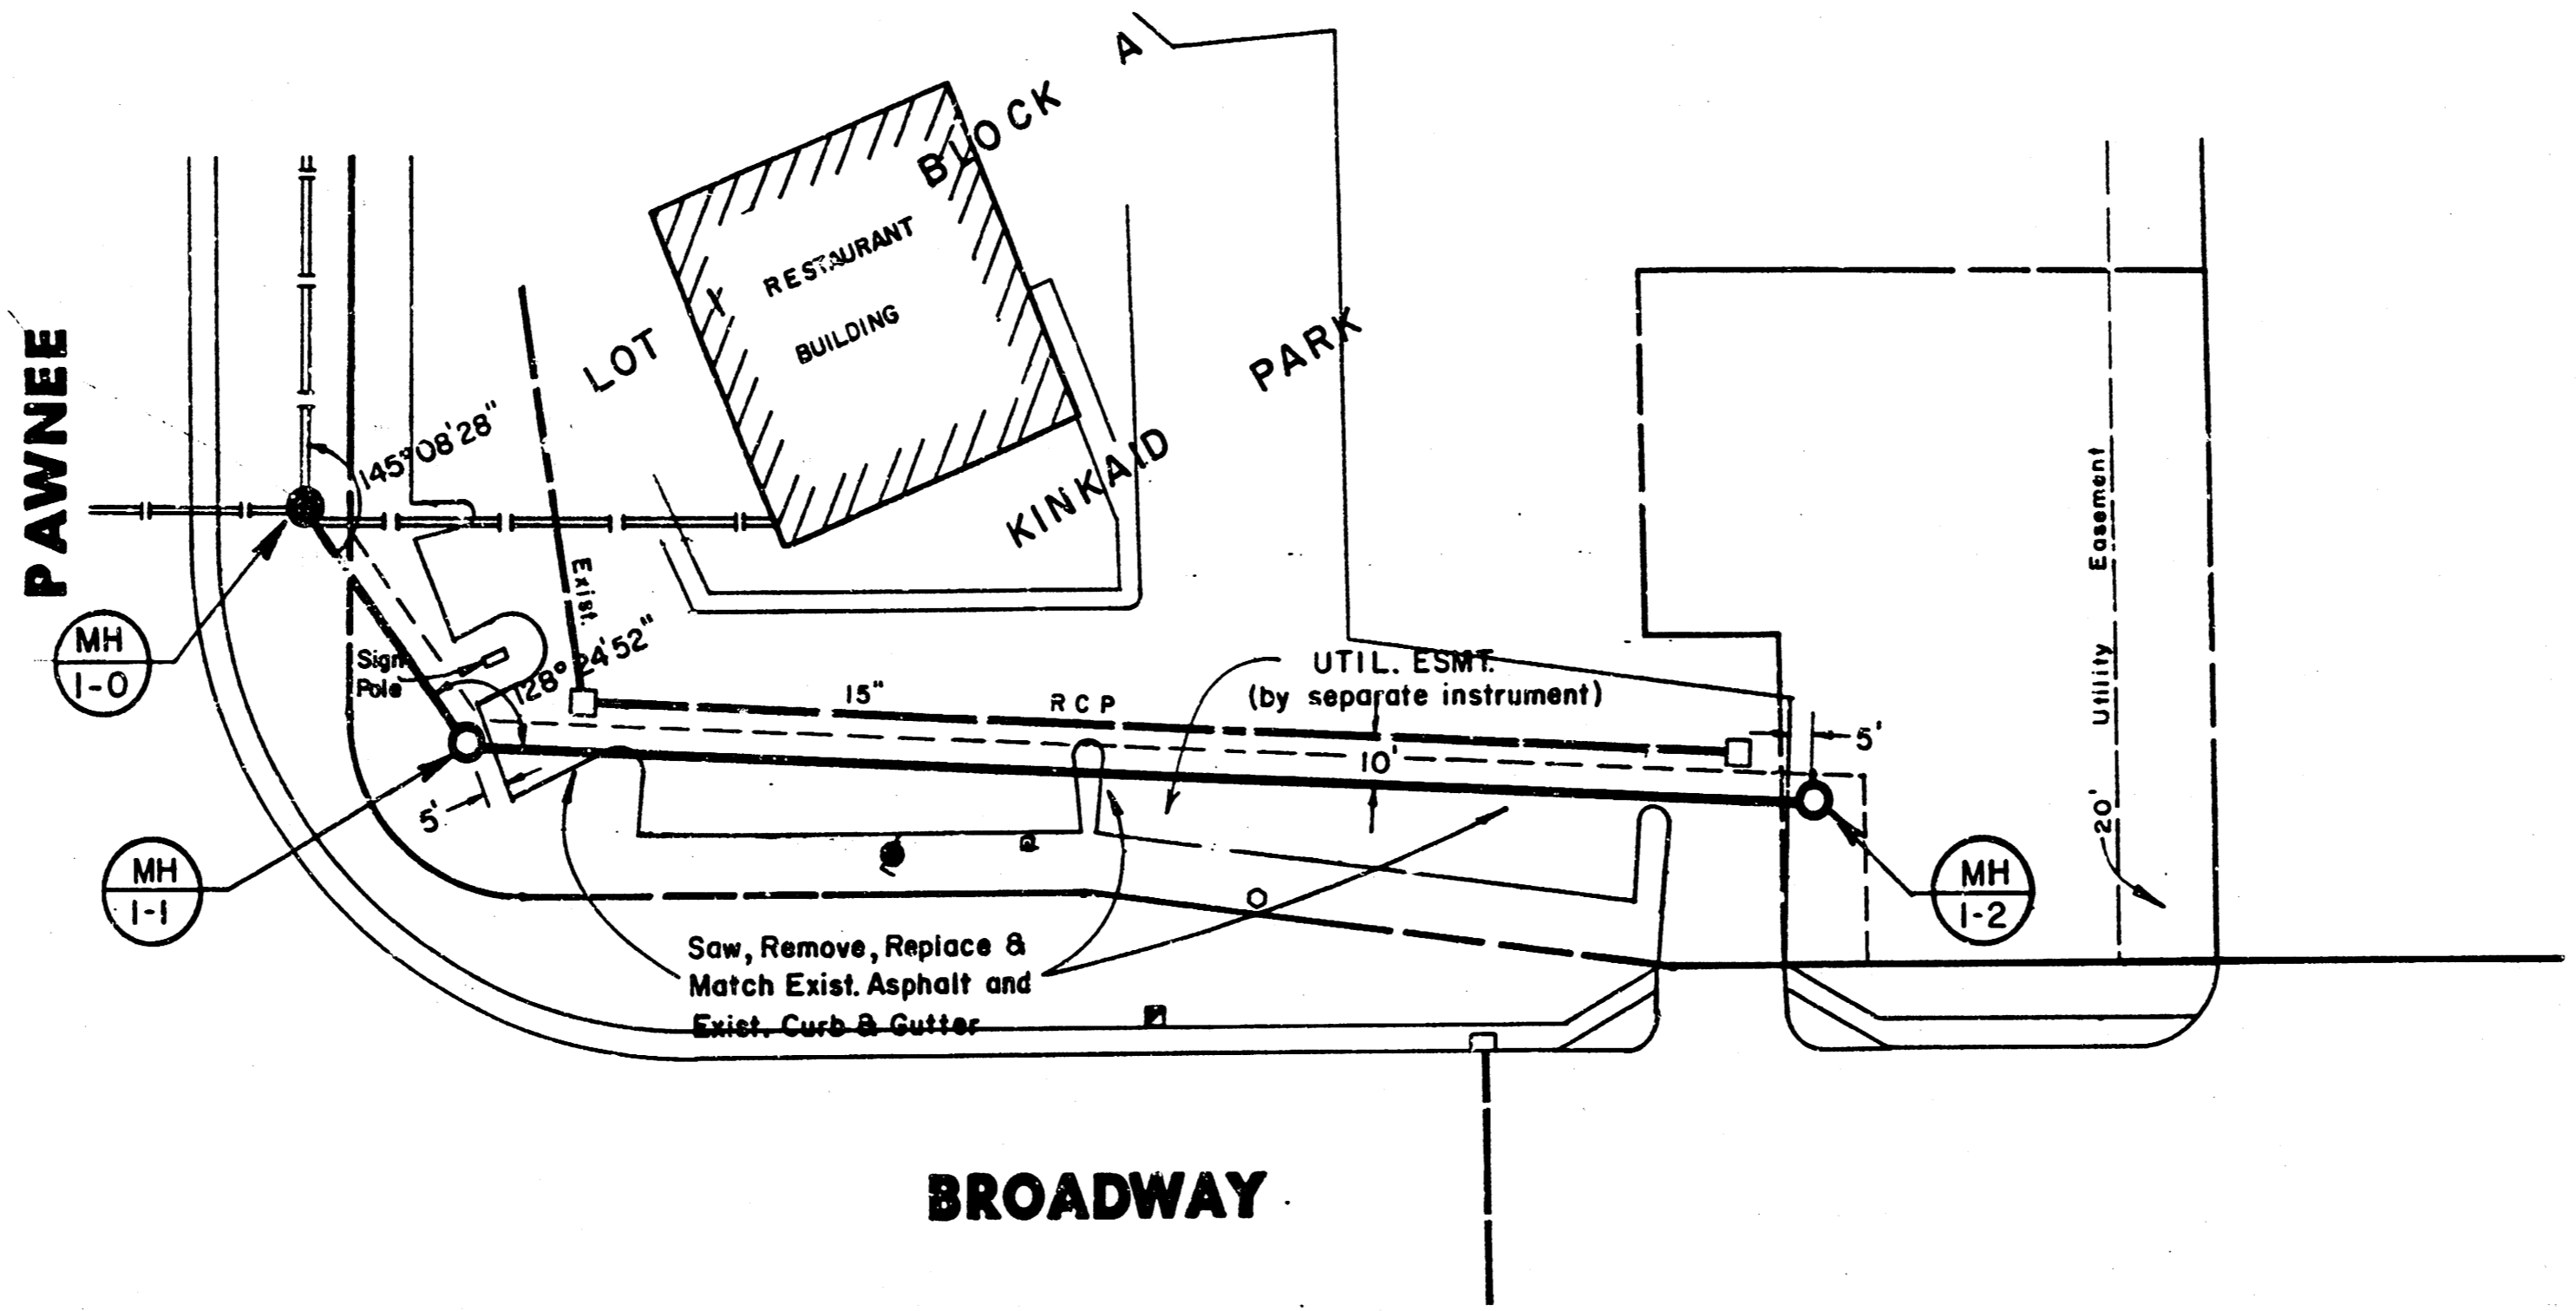 A
BLOCK
PAWNEE
RESTAURANT
BUILDING
LOT 1
PARK
KINKAID
145°08'28"
Exist.
128°24'52"
MH
1-0
Sign
Pole
15"
RCP
UTIL. ESMT.
(by separate instrument)
10'
5'
5'
20' Utility Easement
MH
1-1
MH
1-2
Saw, Remove, Replace &
Match Exist. Asphalt and
Exist. Curb & Gutter
BROADWAY